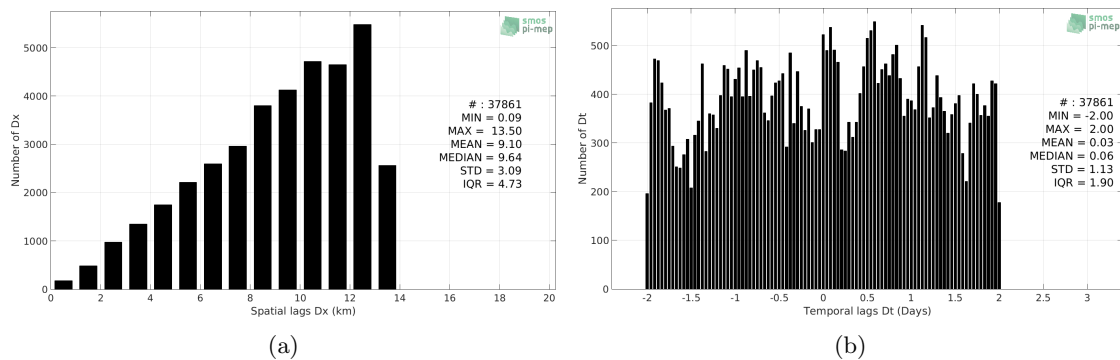 smos
pi-mep
5000
4000
3000
2000
1000
0
Number of Dx
# : 37861
MIN = 0.09
MAX = 13.50
MEAN = 9.10
MEDIAN = 9.64
STD = 3.09
IQR = 4.73
0 2 4 6 8 10 12 14 16 18 20
Spatial lags Dx (km)
(a)
smos
pi-mep
500
400
300
200
100
0
Number of Dt
# : 37861
MIN = -2.00
MAX = 2.00
MEAN = 0.03
MEDIAN = 0.06
STD = 1.13
IQR = 1.90
-2 -1.5 -1 -0.5 0 0.5 1 1.5 2 2.5 3
Temporal lags Dt (Days)
(b)